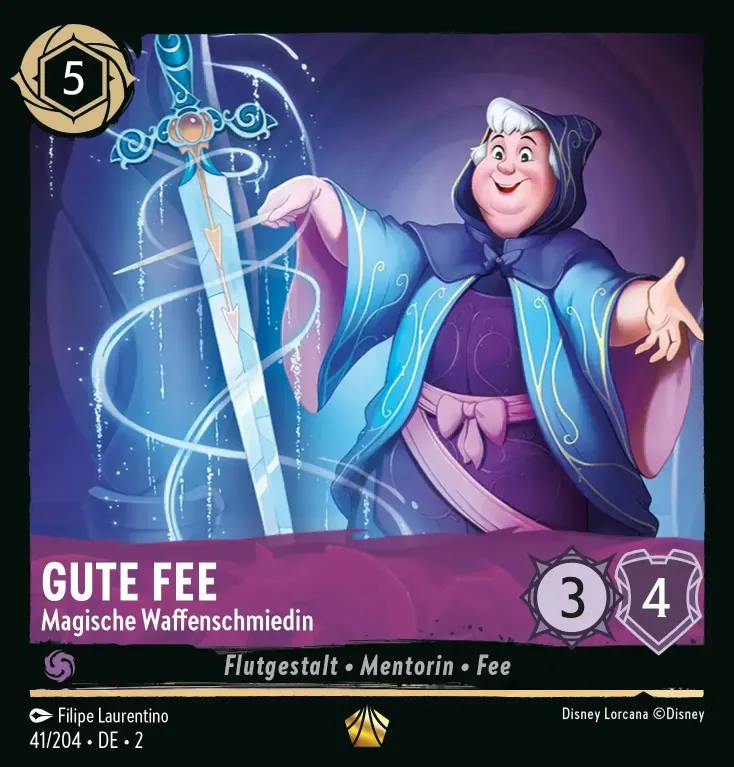 5
GUTE FEE
Magische Waffenschmiedin
3
4
Flutgestalt • Mentorin • Fee
Filipe Laurentino
Disney Lorcana ©Disney
41/204 • DE • 2